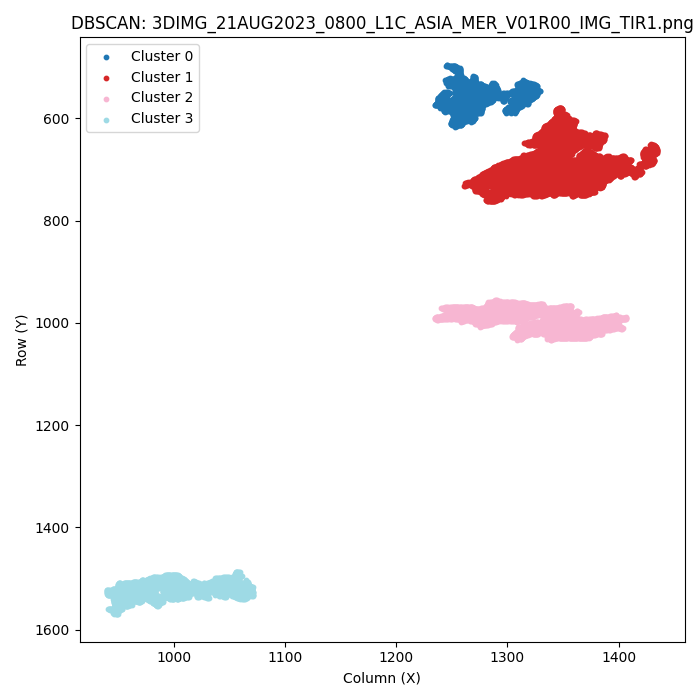 DBSCAN: 3DIMG_21AUG2023_0800_L1C_ASIA_MER_V01R00_IMG_TIR1.png
Cluster 0
Cluster 1
Cluster 2
Cluster 3
600
800
1000
1200
1400
1600
Row (Y)
1000 1100 1200 1300 1400
Column (X)